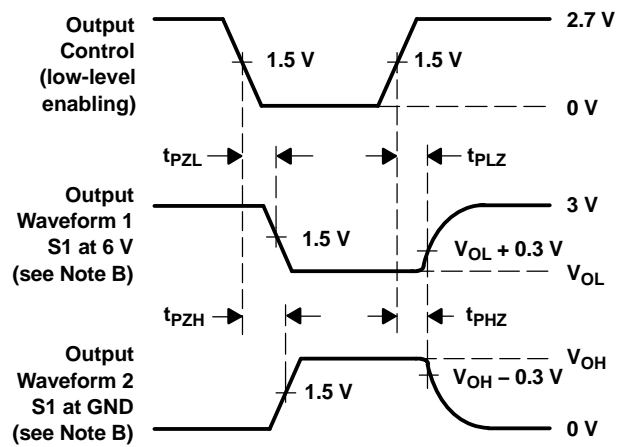 Output
Control
(low-level
enabling)
1.5 V
1.5 V
2.7 V
0 V
tPZL
tPLZ
Output
Waveform 1
S1 at 6 V
(see Note B)
1.5 V
3 V
VOL + 0.3 V
VOL
tPZH
tPHZ
Output
Waveform 2
S1 at GND
(see Note B)
1.5 V
VOH
VOH − 0.3 V
0 V